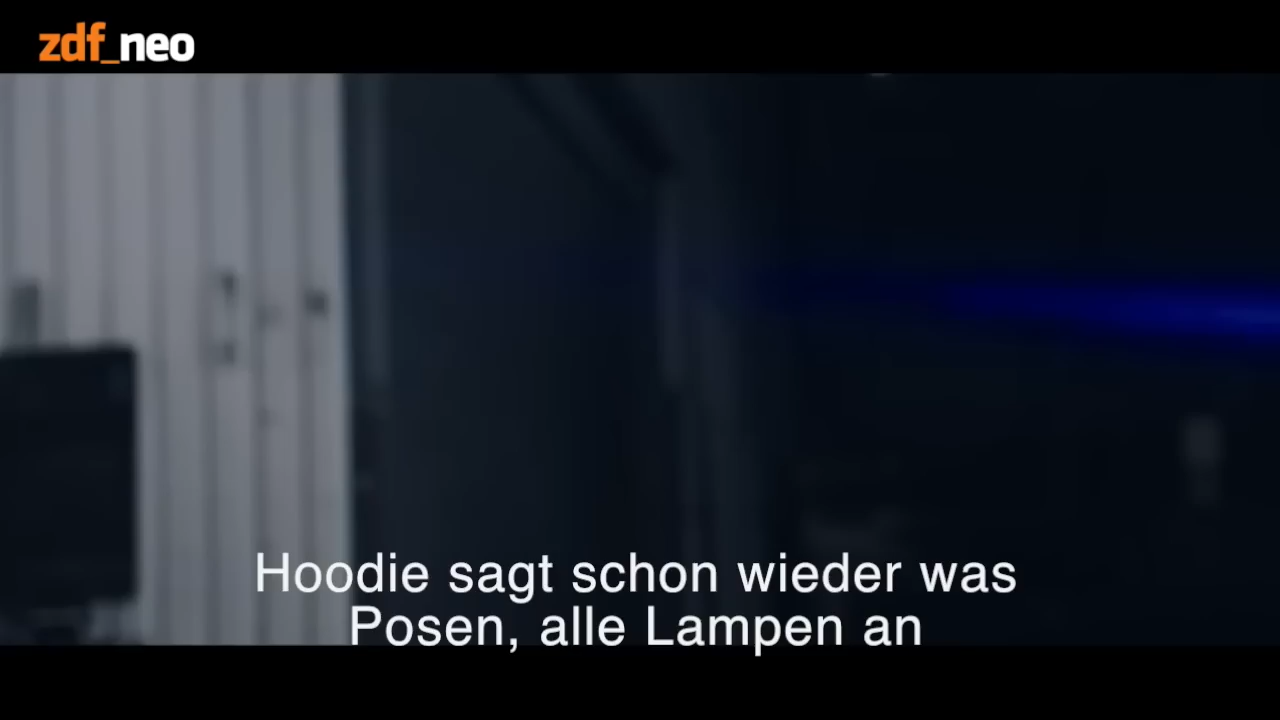 zdf_neo
Hoodie sagt schon wieder was
Posen, alle Lampen an